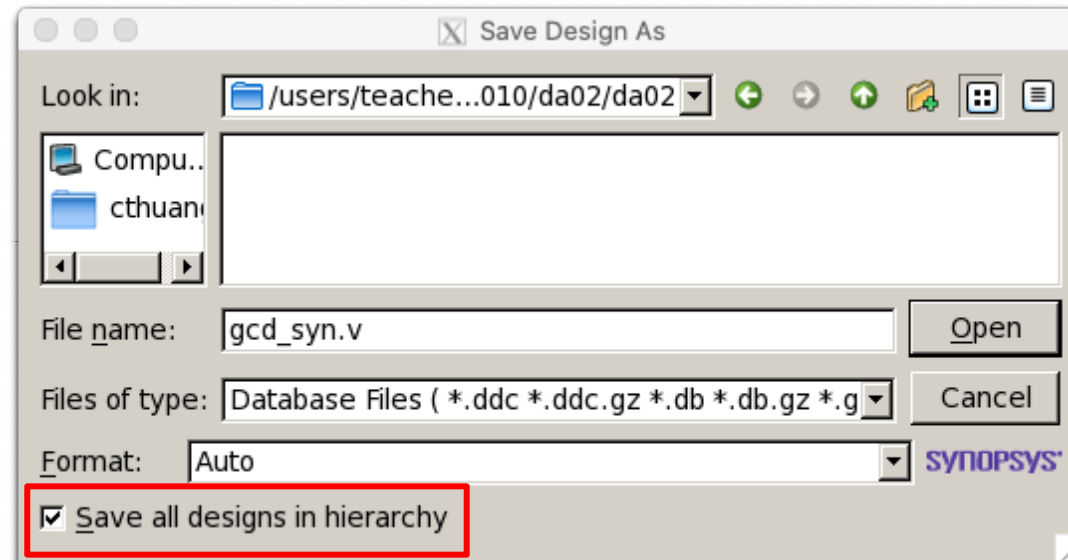 Save Design As
Look in: /users/teache...010/da02/da02
Compu..
cthuan
File name: gcd_syn.v Open
Files of type: Database Files ( *.ddc *.ddc.gz *.db *.db.gz *.g Cancel
Format: Auto SYNOPSYS
Save all designs in hierarchy